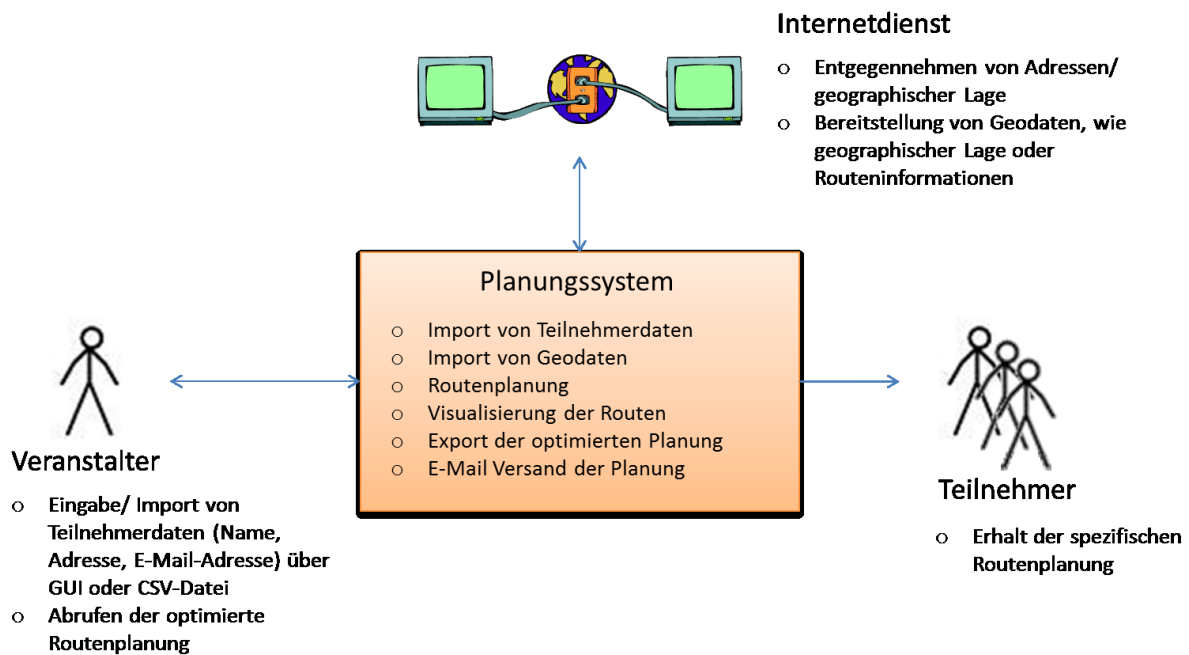 Internetdienst
o Entgegennehmen von Adressen/
geographischer Lage
o Bereitstellung von Geodaten, wie
geographischer Lage oder
Routeninformationen
Planungssystem
o Import von Teilnehmerdaten
o Import von Geodaten
o Routenplanung
o Visualisierung der Routen
o Export der optimierten Planung
o E-Mail Versand der Planung
Veranstalter
o Eingabe/ Import von
Teilnehmerdaten (Name,
Adresse, E-Mail-Adresse) über
GUI oder CSV-Datei
o Abrufen der optimierte
Routenplanung
Teilnehmer
o Erhalt der spezifischen
Routenplanung